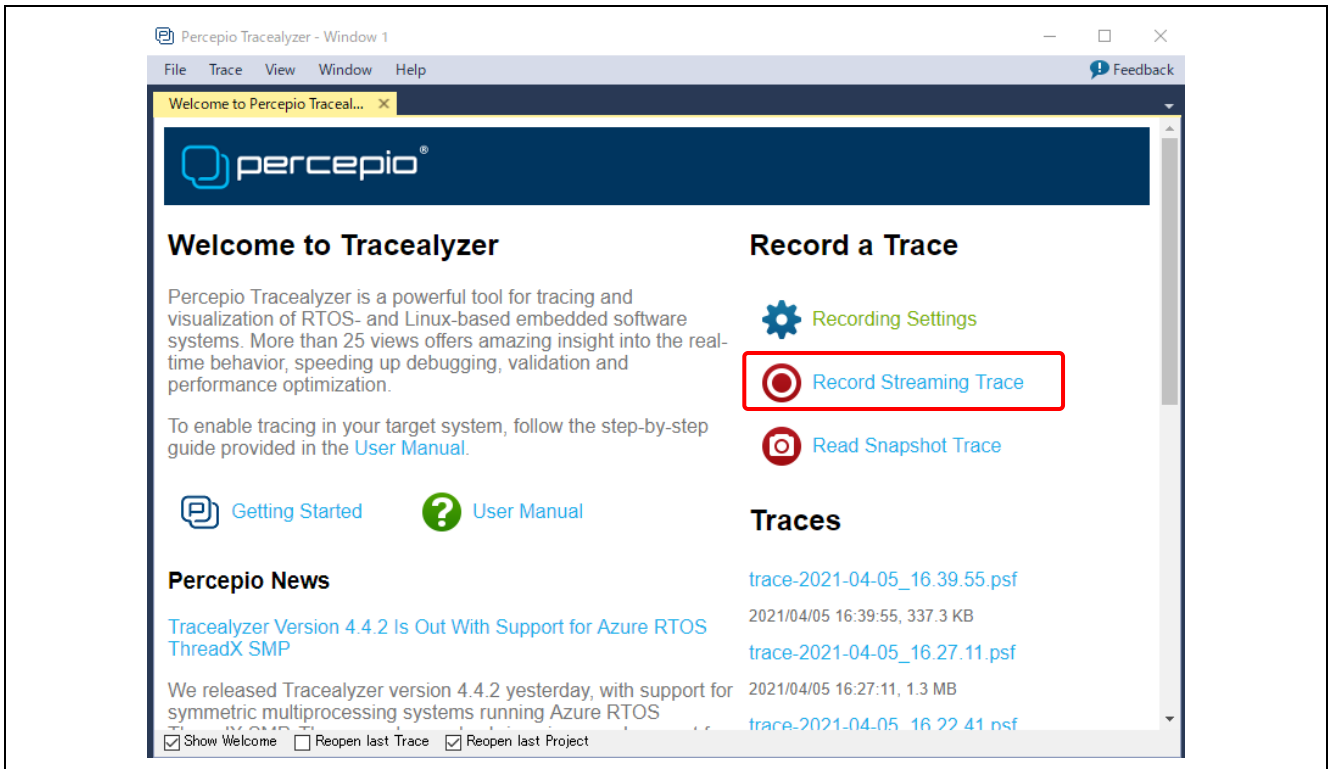 Percepio Tracealyzer - Window 1
File Trace View Window Help
Feedback
Welcome to Percepio Traceal...
percepio®
Welcome to Tracealyzer
Percepio Tracealyzer is a powerful tool for tracing and
visualization of RTOS- and Linux-based embedded software
systems. More than 25 views offers amazing insight into the real-
time behavior, speeding up debugging, validation and
performance optimization.
To enable tracing in your target system, follow the step-by-step
guide provided in the User Manual.
Getting Started
User Manual
Percepio News
Tracealyzer Version 4.4.2 Is Out With Support for Azure RTOS
ThreadX SMP
We released Tracealyzer version 4.4.2 yesterday, with support for
symmetric multiprocessing systems running Azure RTOS
Record a Trace
Recording Settings
Record Streaming Trace
Read Snapshot Trace
Traces
trace-2021-04-05_16.39.55.psf
2021/04/05 16:39:55, 337.3 KB
trace-2021-04-05_16.27.11.psf
2021/04/05 16:27:11, 1.3 MB
trace-2021-04-05_16.22.41.psf
Show Welcome Reopen last Trace Reopen last Project